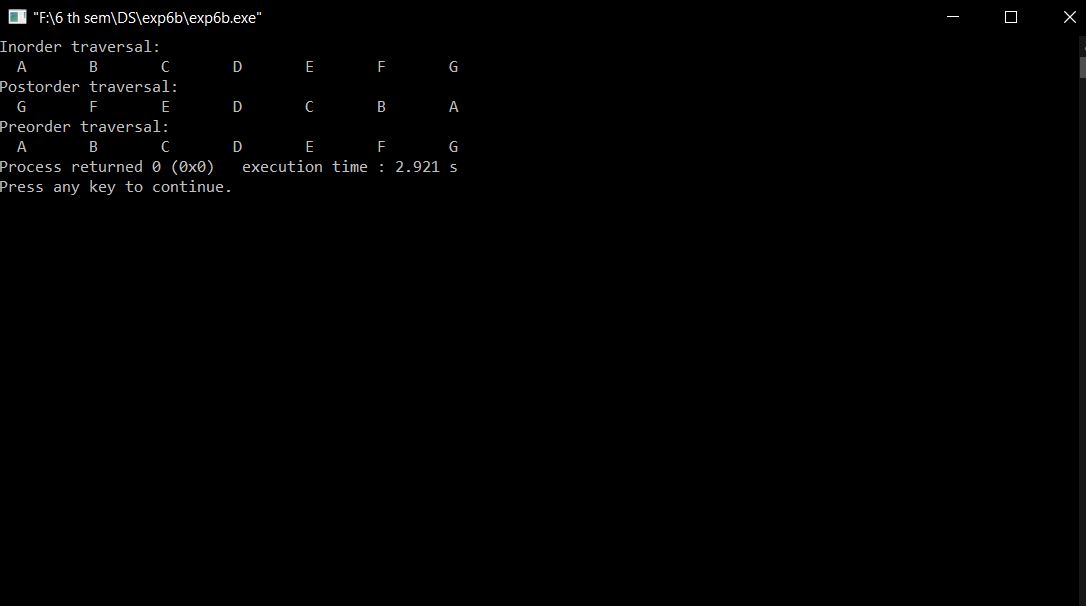 "F:\6 th sem\DS\exp6b\exp6b.exe"
Inorder traversal:
  A       B       C       D       E       F       G
Postorder traversal:
  G       F       E       D       C       B       A
Preorder traversal:
  A       B       C       D       E       F       G
Process returned 0 (0x0)   execution time : 2.921 s
Press any key to continue.